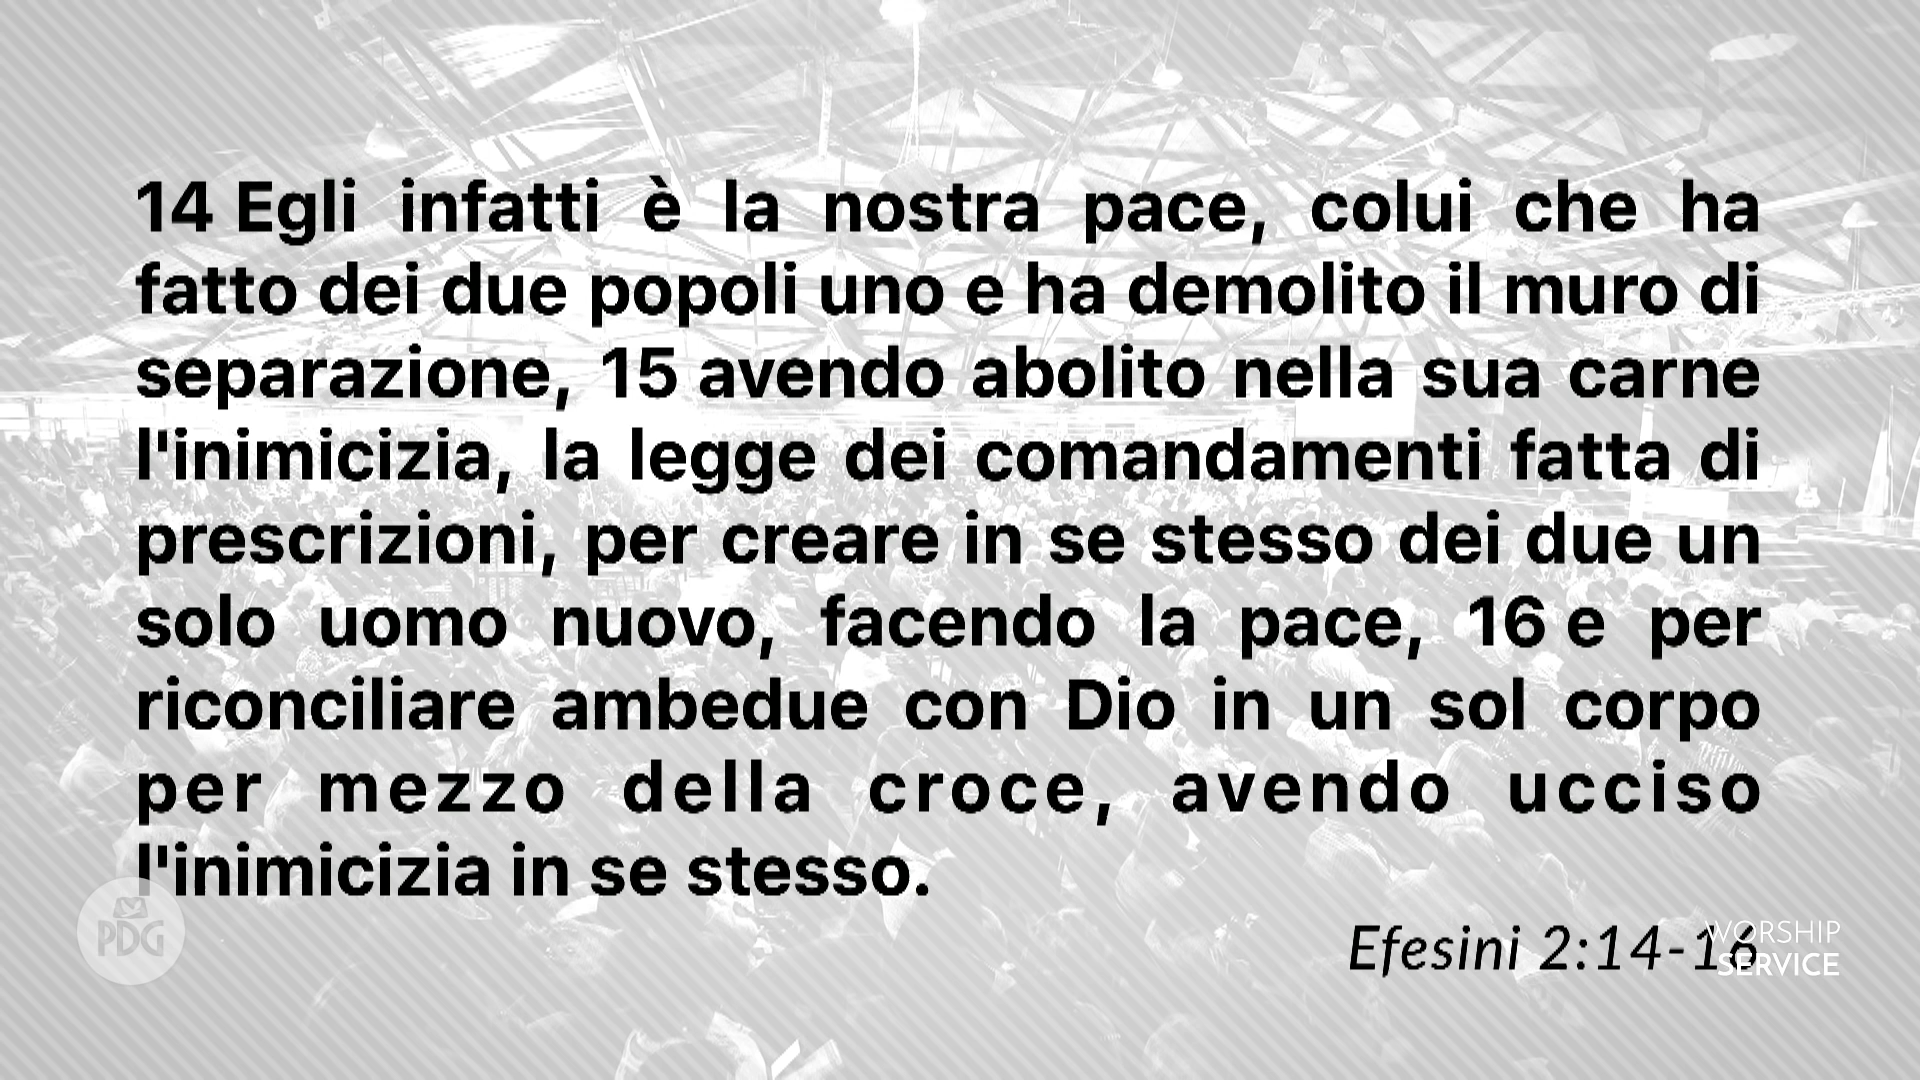 14 Egli infatti è la nostra pace, colui che ha
fatto dei due popoli uno e ha demolito il muro di
separazione, 15 avendo abolito nella sua carne
l'inimicizia, la legge dei comandamenti fatta di
prescrizioni, per creare in se stesso dei due un
solo uomo nuovo, facendo la pace, 16 e per
riconciliare ambedue con Dio in un sol corpo
per mezzo della croce, avendo ucciso
l'inimicizia in se stesso.
Efesini 2:14-16
PDG
WORSHIP
SERVICE